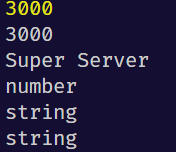 3000
3000
Super Server
number
string
string